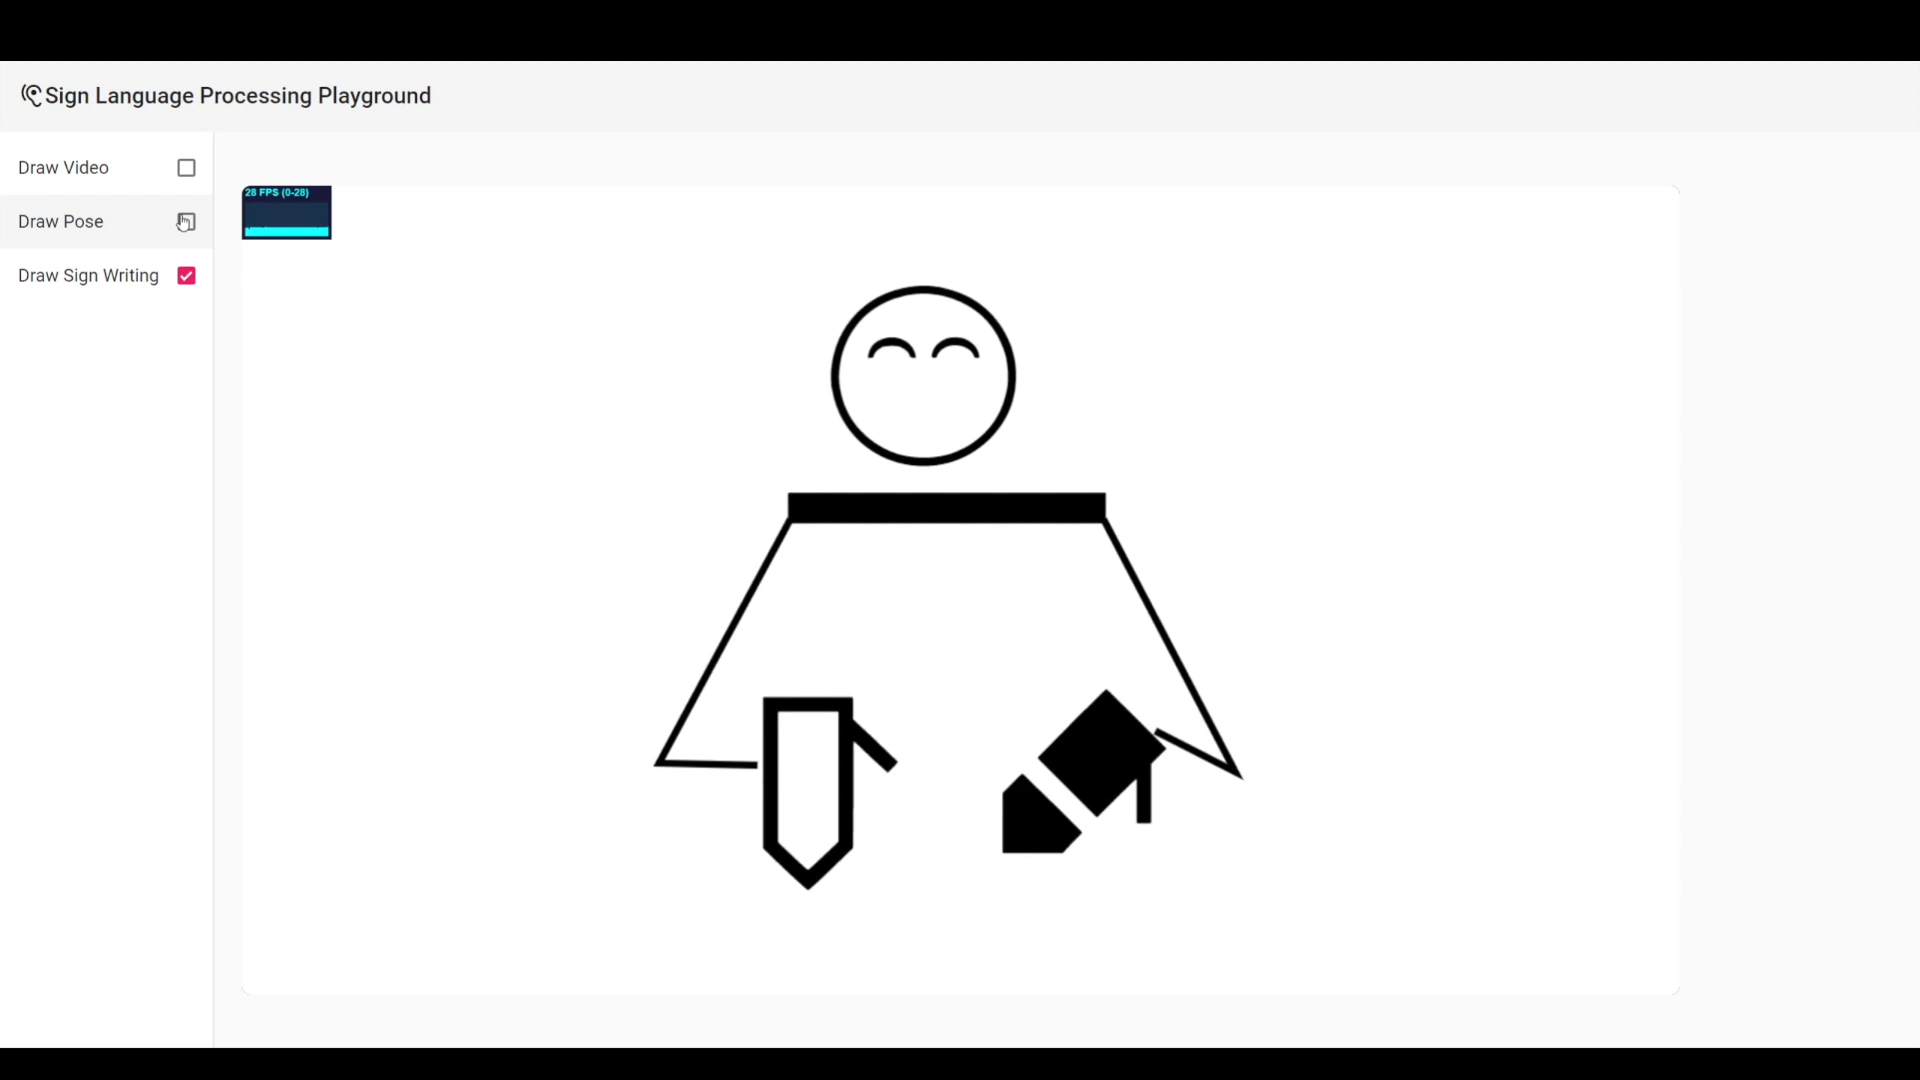 Sign Language Processing Playground
Draw Video
Draw Pose
Draw Sign Writing
28 FPS (0-28)